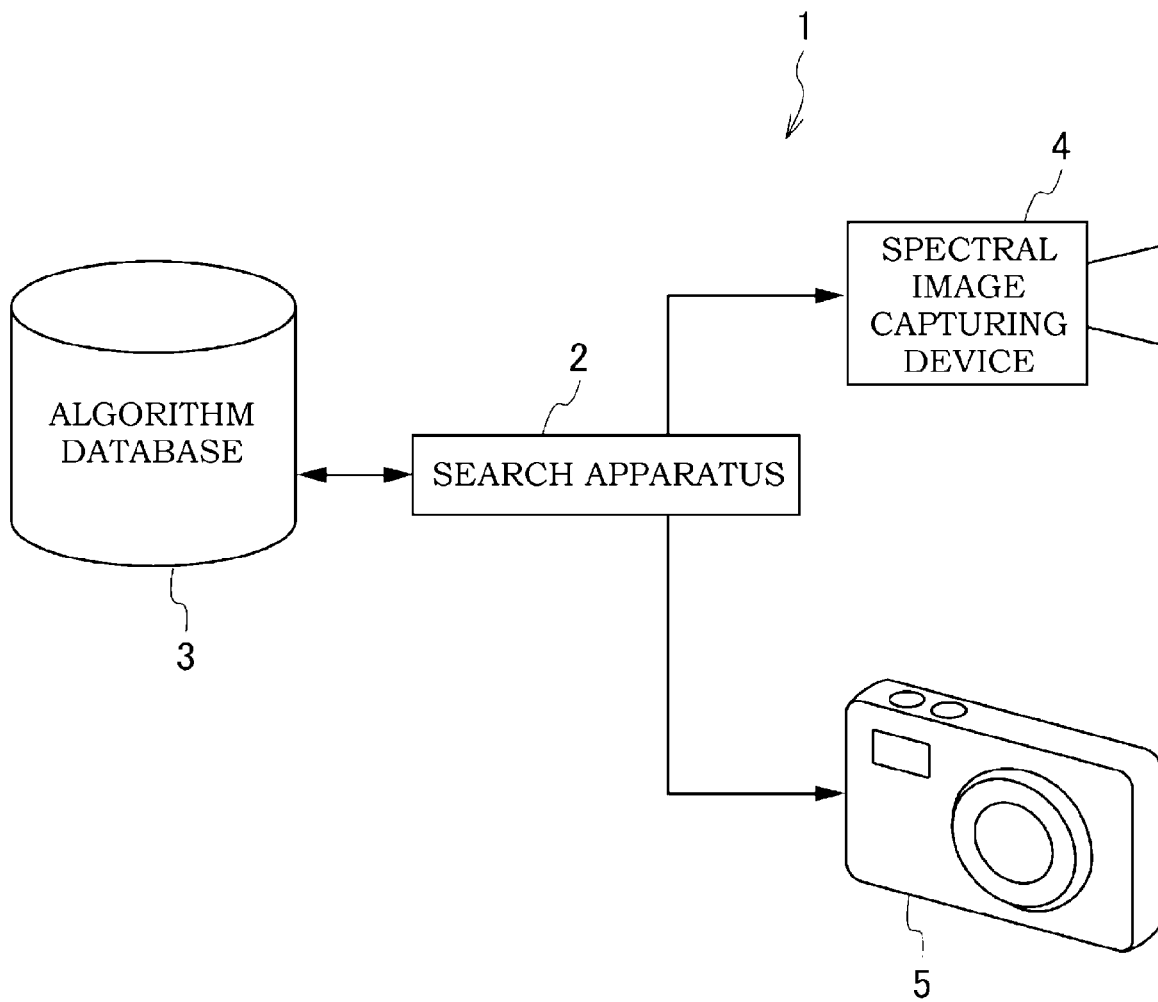 1
4
SPECTRAL
IMAGE
CAPTURING
DEVICE
2
ALGORITHM
DATABASE
SEARCH APPARATUS
3
5